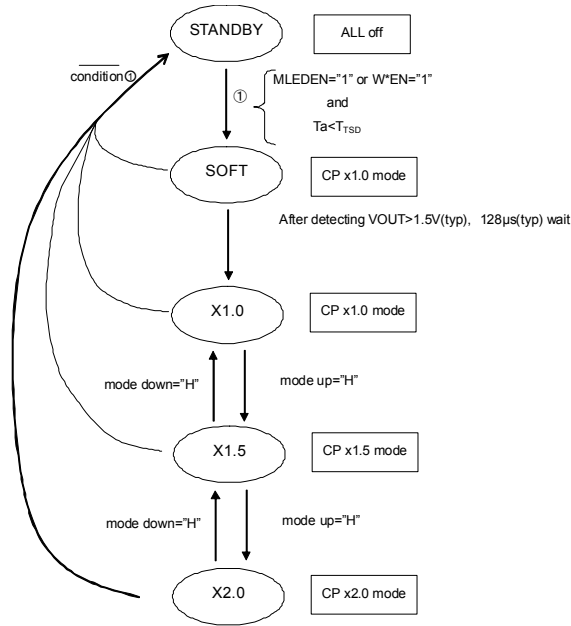 STANDBY
ALL off
condition①
①
MLEDEN="1" or W*EN="1"
and
Ta<TTSD
SOFT
CP x1.0 mode
After detecting VOUT>1.5V(typ), 128μs(typ) wait
X1.0
CP x1.0 mode
mode down="H"
mode up="H"
X1.5
CP x1.5 mode
mode down="H"
mode up="H"
X2.0
CP x2.0 mode